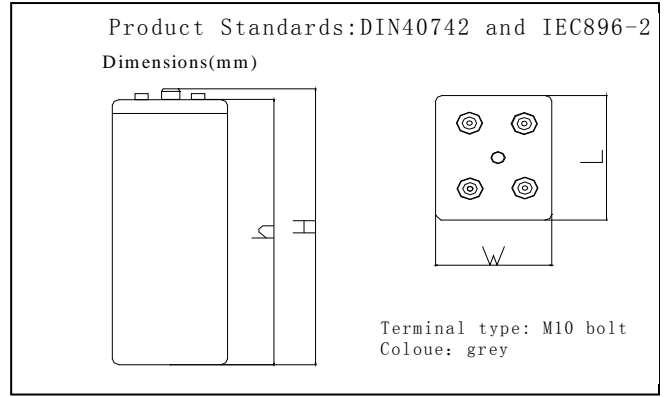 Product Standards:DIN40742 and IEC896-2
Dimensions(mm)
h
H
L
W
Terminal type: M10 bolt
Coloue: grey